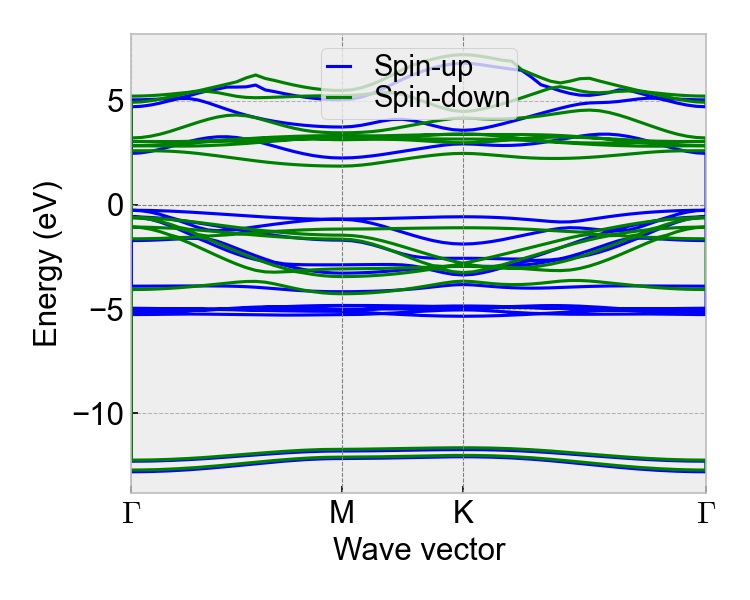 Spin-up
Spin-down
5
0
−5
−10
Energy (eV)
Γ M K Γ
Wave vector